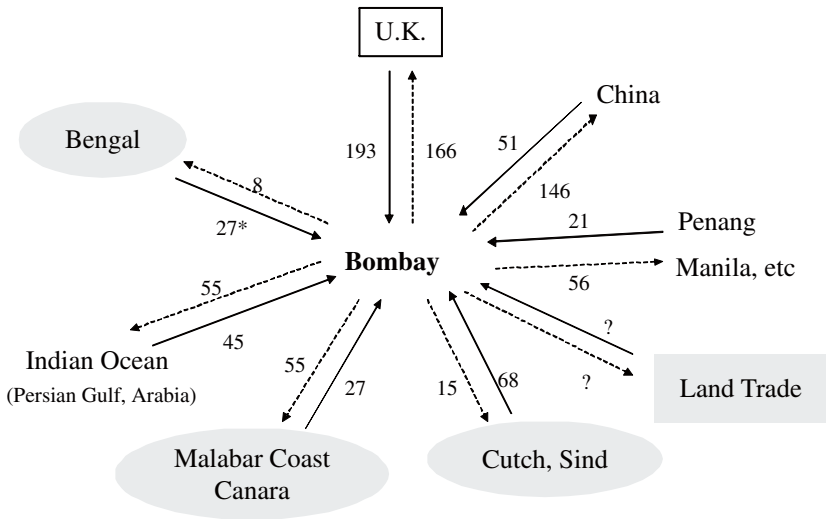 U.K.
China
Bengal
193
166
51
146
8
27*
21
Penang
Bombay
Manila, etc
56
55
45
?
?
Indian Ocean
(Persian Gulf, Arabia)
55
27
15
68
Land Trade
Malabar Coast
Canara
Cutch, Sind